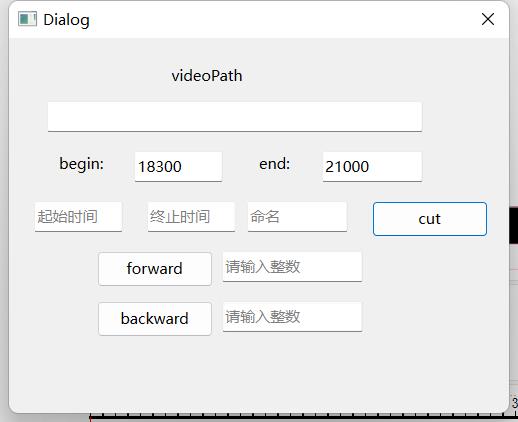 Dialog
videoPath
begin: 18300 end: 21000
起始时间 终止时间 命名 cut
forward 请输入整数
backward 请输入整数
3